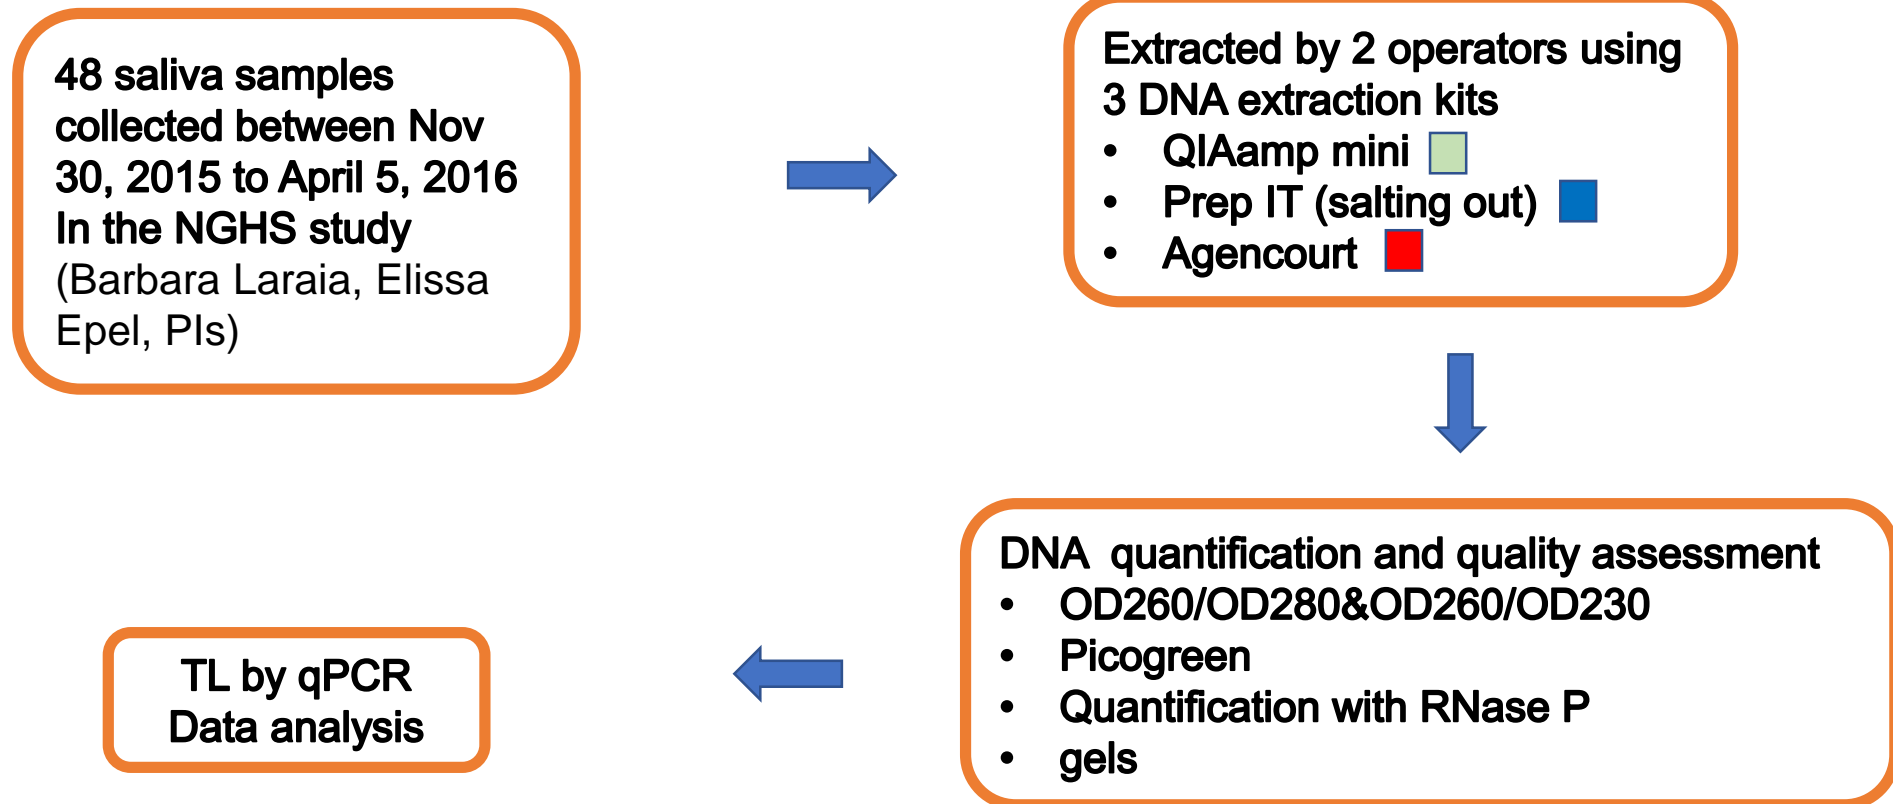 48 saliva samples
collected between Nov
30, 2015 to April 5, 2016
In the NGHS study
(Barbara Laraia, Elissa
Epel, PIs)
Extracted by 2 operators using
3 DNA extraction kits
• QIAamp mini
• Prep IT (salting out)
• Agencourt
DNA  quantification and quality assessment
• OD260/OD280&OD260/OD230
• Picogreen
• Quantification with RNase P
• gels
TL by qPCR
Data analysis